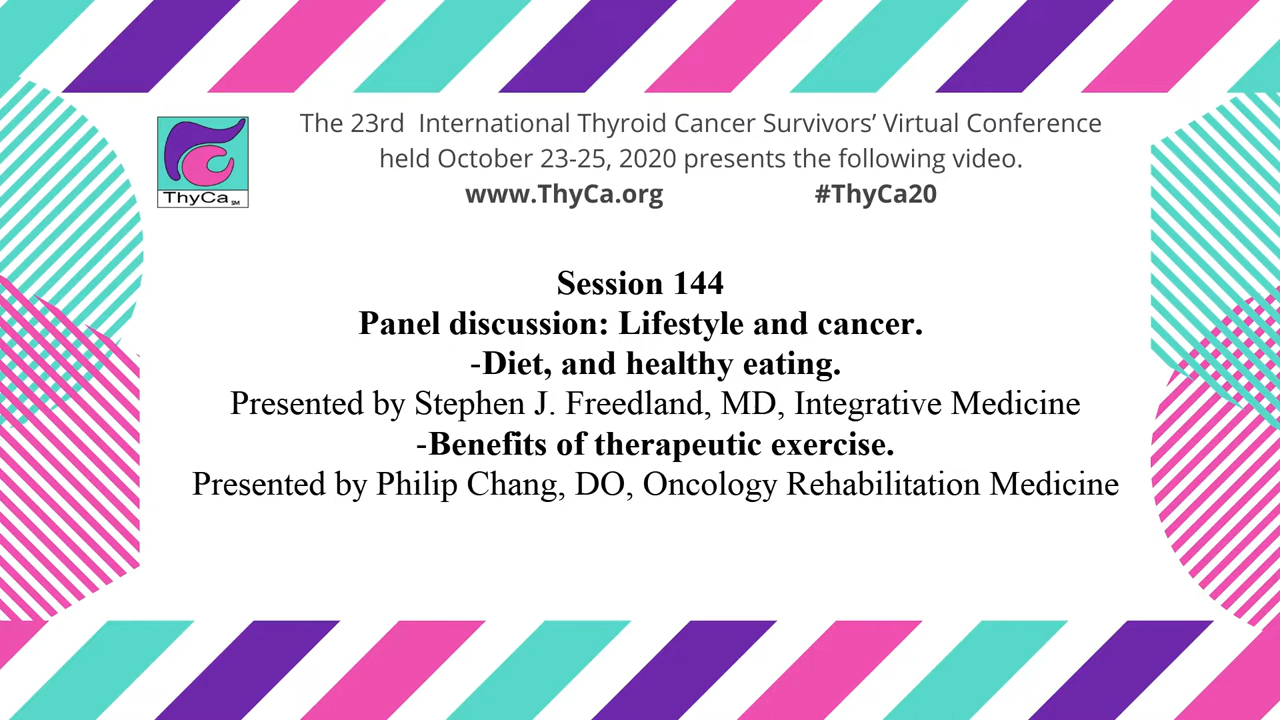 The 23rd International Thyroid Cancer Survivors’ Virtual Conference
held October 23-25, 2020 presents the following video.
www.ThyCa.org #ThyCa20
ThyCa SM
Session 144
Panel discussion: Lifestyle and cancer.
-Diet, and healthy eating.
Presented by Stephen J. Freedland, MD, Integrative Medicine
-Benefits of therapeutic exercise.
Presented by Philip Chang, DO, Oncology Rehabilitation Medicine